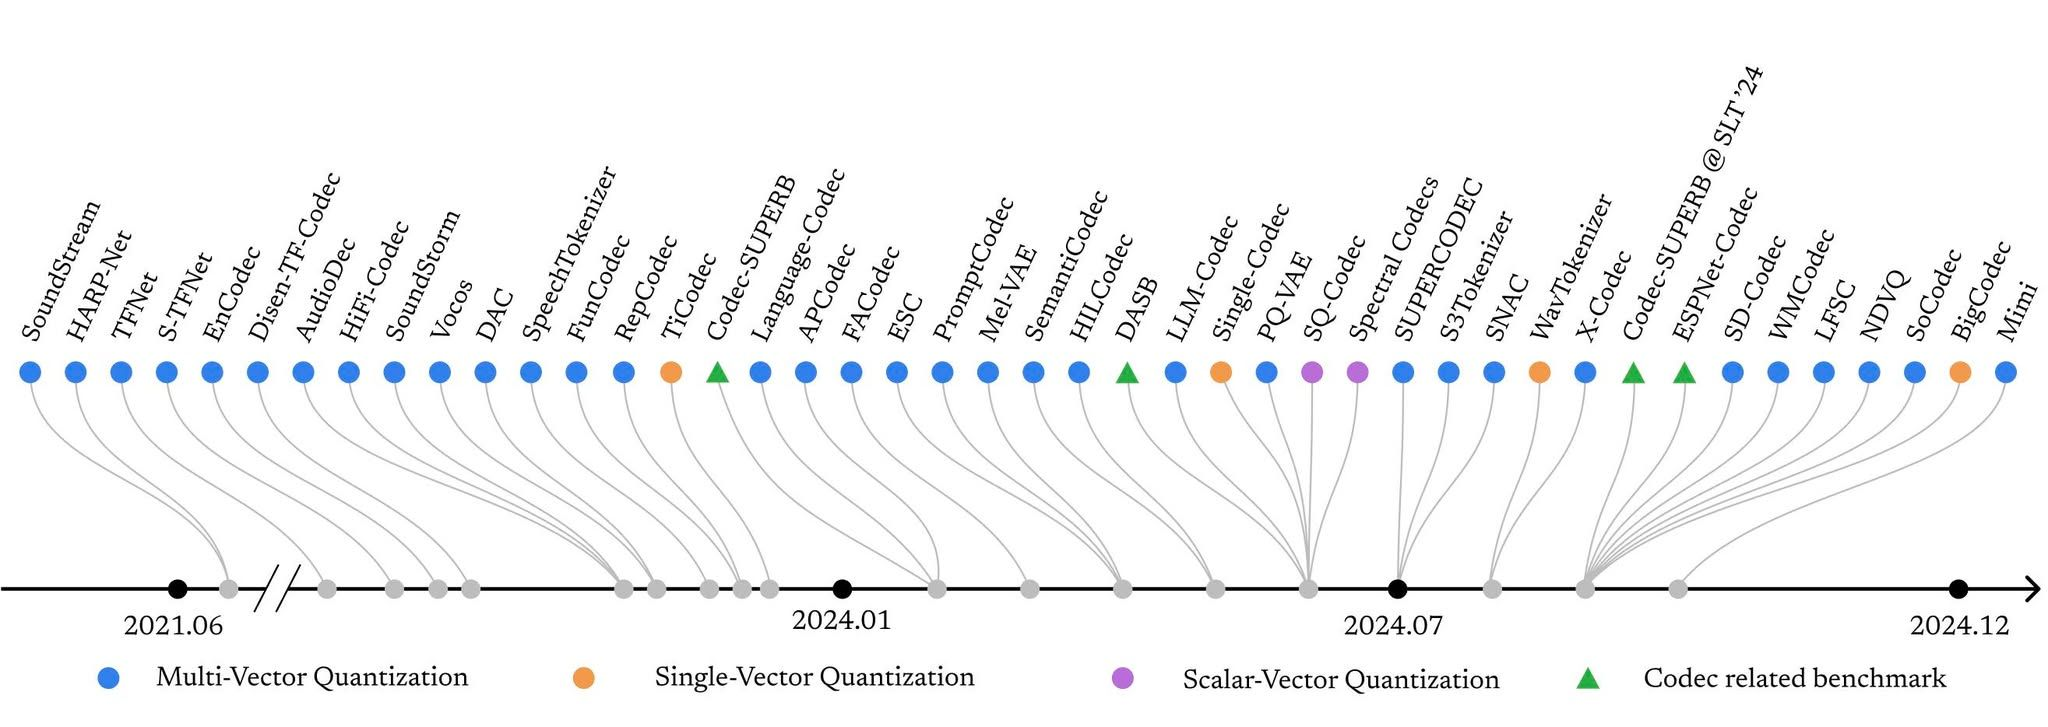 SoundStream
HARP-Net
TFNet
S-TFNet
EnCodec
Disen-TF-Codec
AudioDec
HiFi-Codec
SoundStorm
Vocos
DAC
SpeechTokenizer
FunCodec
RepCodec
TiCodec
Codec-SUPERB
Language-Codec
APCodec
FACodec
ESC
PromptCodec
Mel-VAE
SemantiCodec
HILCodec
DASB
LLM-Codec
Single-Codec
PQ-VAE
SQ-Codec
Spectral Codecs
SUPERCODEC
S3Tokenizer
SNAC
WavTokenizer
X-Codec
Codec-SUPERB @ SLT ’24
ESPNet-Codec
SD-Codec
WMCodec
LFSC
NDVQ
SoCodec
BigCodec
Mimi
2021.06
2024.01
2024.07
2024.12
Multi-Vector Quantization
Single-Vector Quantization
Scalar-Vector Quantization
Codec related benchmark